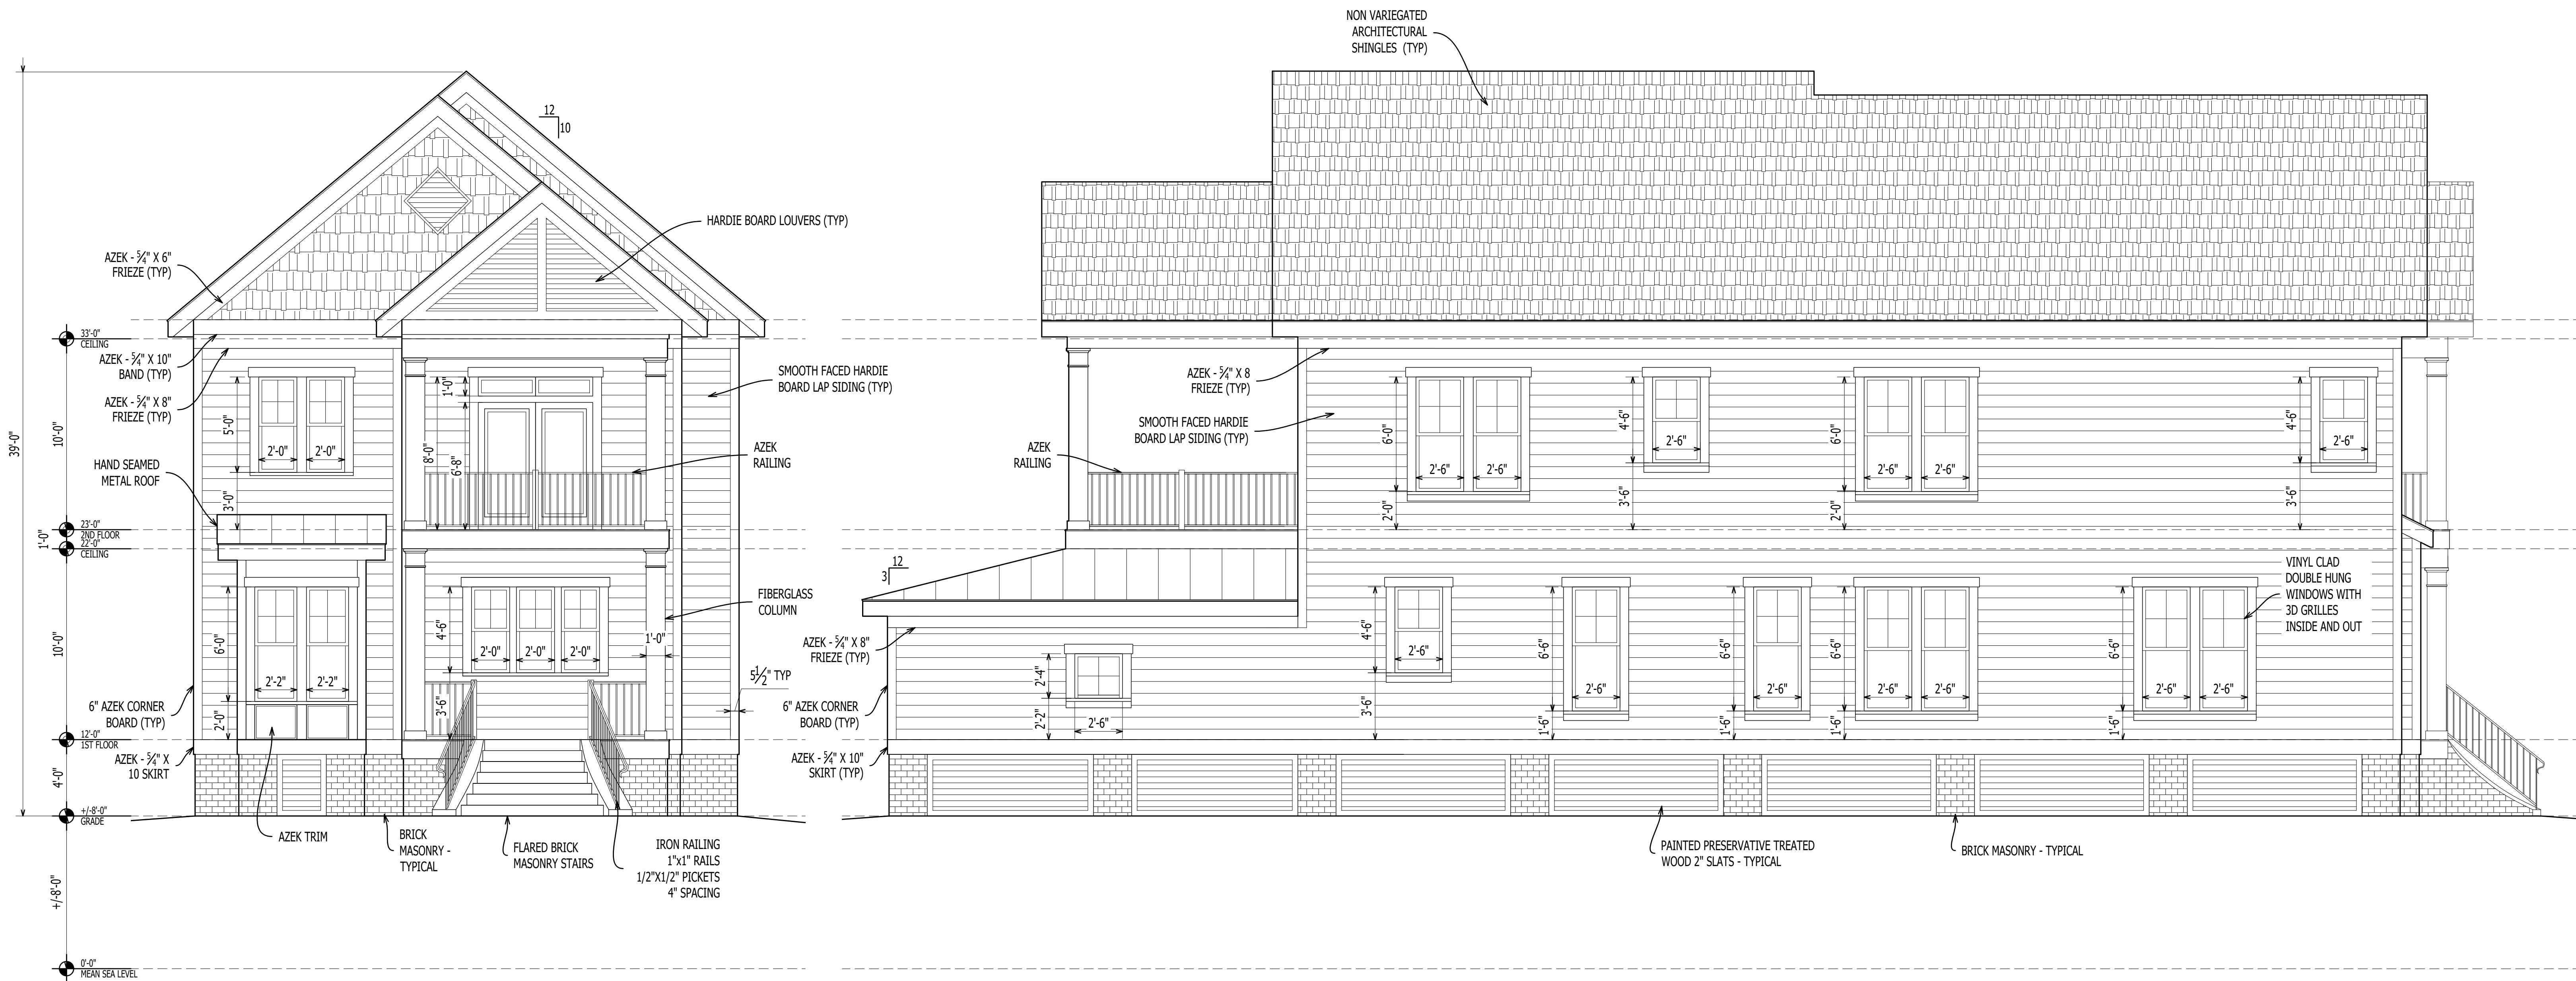 NON VARIEGATED
ARCHITECTURAL
SHINGLES (TYP)
12
10
HARDIE BOARD LOUVERS (TYP)
AZEK - 5/4" X 6"
FRIEZE (TYP)
33'-0"
CEILING
AZEK - 5/4" X 10"
BAND (TYP)
AZEK - 5/4" X 8"
FRIEZE (TYP)
HAND SEAMED
METAL ROOF
23'-0"
2ND FLOOR
22'-0"
CEILING
6" AZEK CORNER
BOARD (TYP)
12'-0"
1ST FLOOR
AZEK - 5/4" X
10 SKIRT
+/-8'-0"
GRADE
0'-0"
MEAN SEA LEVEL
39'-0"
10'-0"
1'-0"
10'-0"
4'-0"
+/-8'-0"
5'-0"
3'-0"
2'-0"
2'-0"
1'-0"
8'-0"
6'-8"
6'-0"
2'-0"
2'-2"
2'-2"
4'-6"
3'-6"
2'-0"
2'-0"
2'-0"
1'-0"
SMOOTH FACED HARDIE
BOARD LAP SIDING (TYP)
AZEK
RAILING
FIBERGLASS
COLUMN
5 1/2" TYP
AZEK TRIM
BRICK
MASONRY -
TYPICAL
FLARED BRICK
MASONRY STAIRS
IRON RAILING
1"x1" RAILS
1/2"X1/2" PICKETS
4" SPACING
AZEK - 5/4" X 8
FRIEZE (TYP)
SMOOTH FACED HARDIE
BOARD LAP SIDING (TYP)
AZEK
RAILING
12
3
AZEK - 5/4" X 8"
FRIEZE (TYP)
6" AZEK CORNER
BOARD (TYP)
AZEK - 5/4" X 10"
SKIRT (TYP)
6'-0"
2'-0"
2'-6"
2'-6"
4'-6"
3'-6"
2'-6"
6'-0"
2'-0"
2'-6"
2'-6"
4'-6"
3'-6"
2'-6"
2'-4"
2'-2"
2'-6"
4'-6"
3'-6"
2'-6"
6'-6"
1'-6"
2'-6"
6'-6"
1'-6"
2'-6"
6'-6"
1'-6"
2'-6"
2'-6"
6'-6"
1'-6"
2'-6"
2'-6"
VINYL CLAD
DOUBLE HUNG
WINDOWS WITH
3D GRILLES
INSIDE AND OUT
PAINTED PRESERVATIVE TREATED
WOOD 2" SLATS - TYPICAL
BRICK MASONRY - TYPICAL